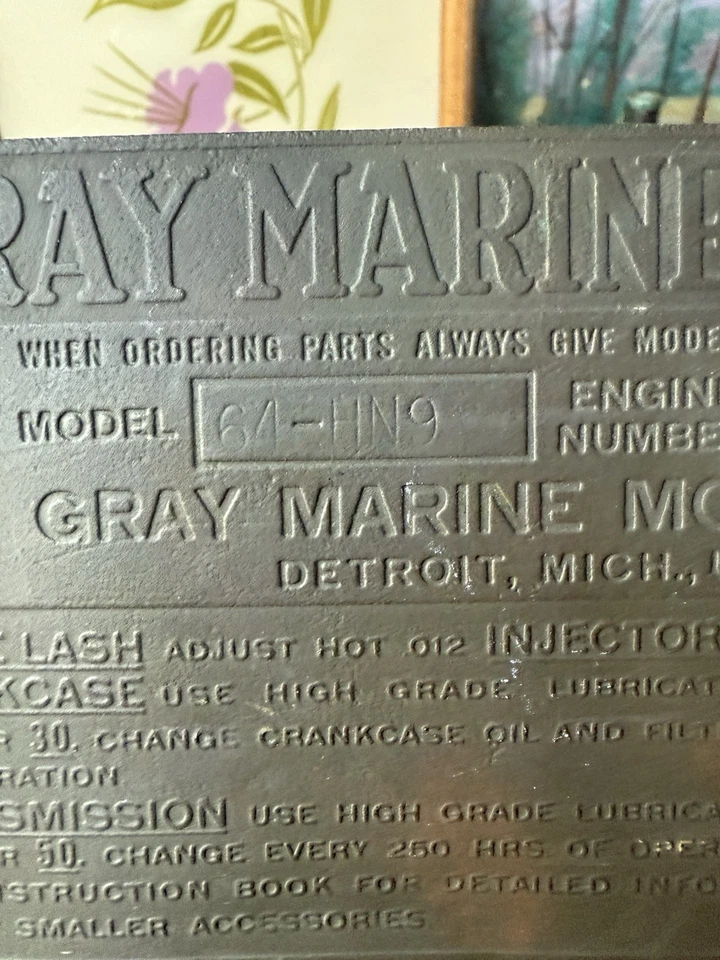 RAY MARINE
WHEN ORDERING PARTS ALWAYS GIVE MODE
MODEL 64-HN9 ENGIN
NUMBE
GRAY MARINE MO
DETROIT, MICH., U
E LASH ADJUST HOT .012 INJECTOR
KCASE USE HIGH GRADE LUBRICAT
R 30. CHANGE CRANKCASE OIL AND FILT
RATION
SMISSION USE HIGH GRADE LUBRICA
R 50. CHANGE EVERY 250 HRS OF OPER
NSTRUCTION BOOK FOR DETAILED INFO
SMALLER ACCESSORIES